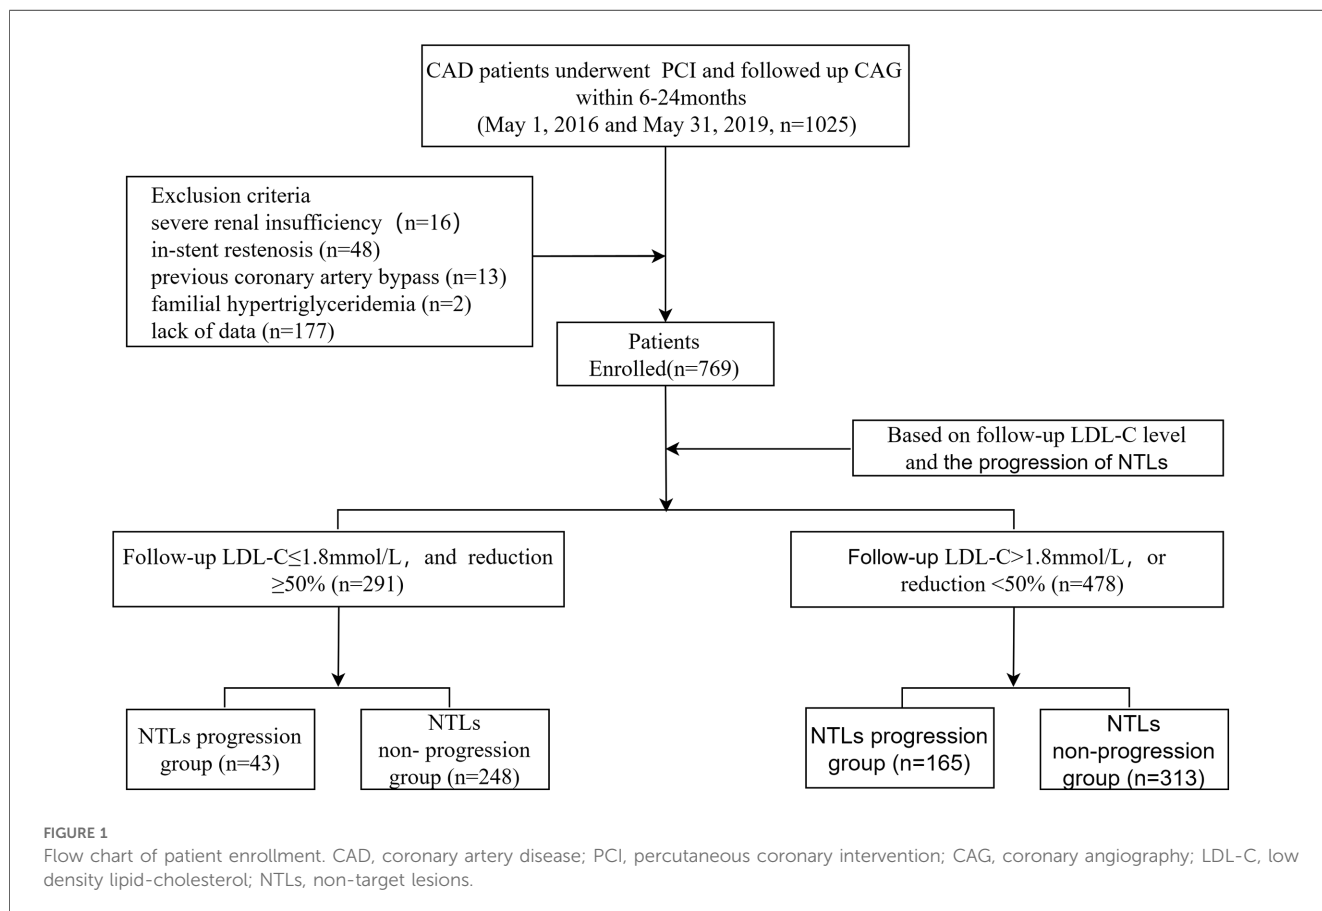 CAD patients underwent PCI and followed up CAG
within 6-24months
(May 1, 2016 and May 31, 2019, n=1025)
Exclusion criteria
severe renal insufficiency（n=16）
in-stent restenosis (n=48)
previous coronary artery bypass (n=13)
familial hypertriglyceridemia (n=2)
lack of data (n=177)
Patients
Enrolled(n=769)
Based on follow-up LDL-C level
and the progression of NTLs
Follow-up LDL-C≤1.8mmol/L，and reduction
≥50% (n=291)
Follow-up LDL-C>1.8mmol/L，or
reduction <50% (n=478)
NTLs progression
group (n=43)
NTLs
non- progression
group (n=248)
NTLs progression
group (n=165)
NTLs
non-progression
group (n=313)
FIGURE 1
Flow chart of patient enrollment. CAD, coronary artery disease; PCI, percutaneous coronary intervention; CAG, coronary angiography; LDL-C, low
density lipid-cholesterol; NTLs, non-target lesions.